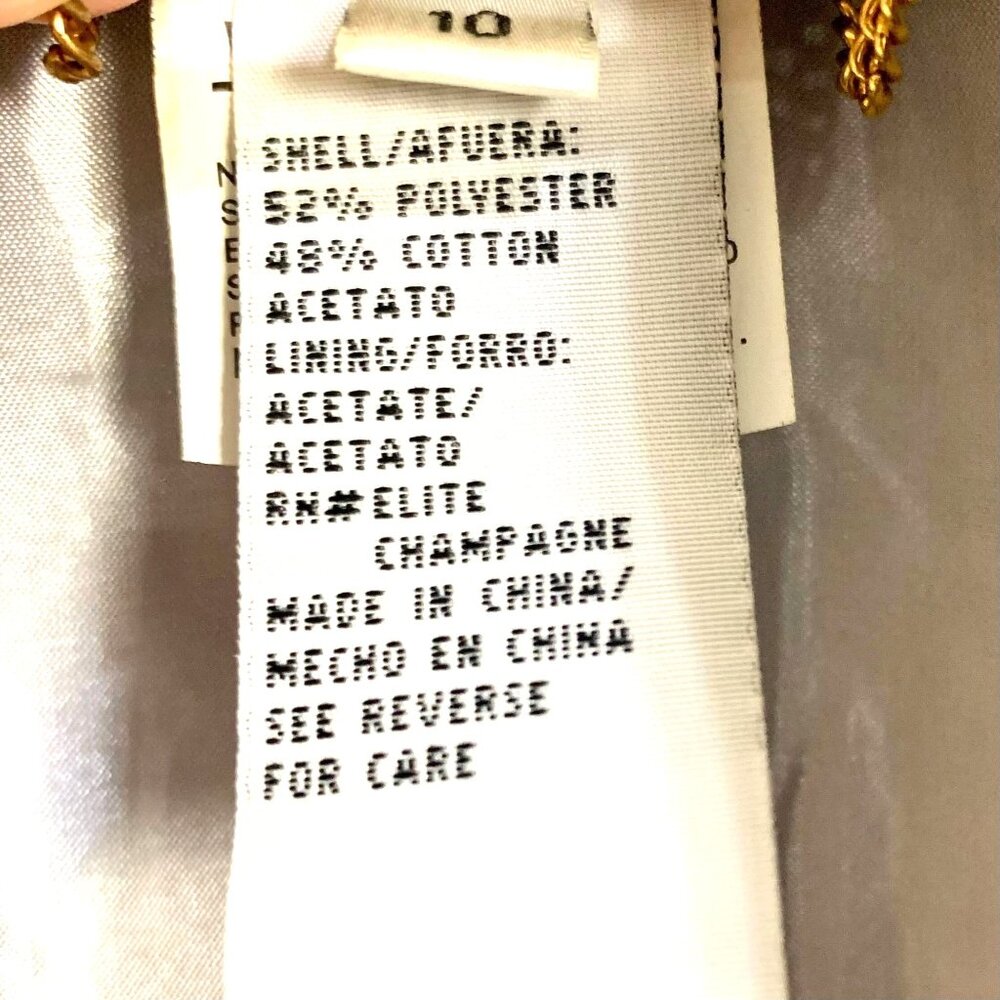 10
SHELL/AFUERA:
52% POLYESTER
48% COTTON
ACETATO
LINING/FORRO:
ACETATE/
ACETATO
RN#ELITE
CHAMPAGNE
MADE IN CHINA/
MECHO EN CHINA
SEE REVERSE
FOR CARE